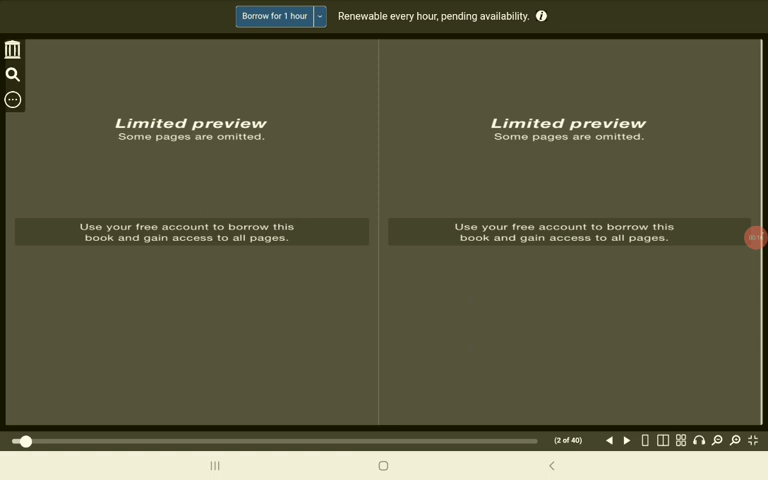 Borrow for 1 hour
Renewable every hour, pending availability.
Limited preview
Some pages are omitted.
Use your free account to borrow this
book and gain access to all pages.
Limited preview
Some pages are omitted.
Use your free account to borrow this
book and gain access to all pages.
(2 of 40)